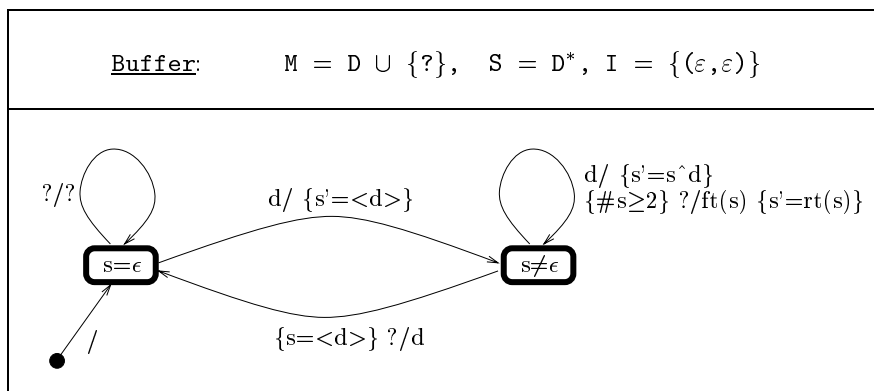 Buffer: M = D ∪ {?}, S = D*, I = {(ε,ε)}
?/?
d/ {s'=<d>}
d/ {s'=s^d}
{#s≥2} ?/ft(s) {s'=rt(s)}
s=ϵ
s≠ϵ
{s=<d>} ?/d
/